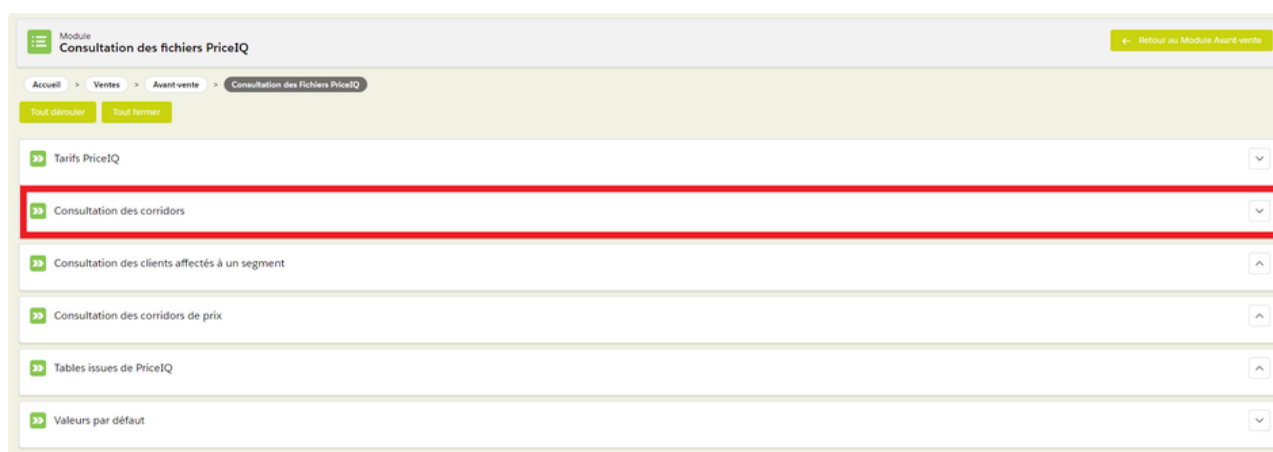 Module
Consultation des fichiers PriceIQ
← Retour au Module Avant-vente
Accueil > Ventes > Avant-vente > Consultation des Fichiers PriceIQ
Tout dérouler Tout fermer
Tarifs PriceIQ
Consultation des corridors
Consultation des clients affectés à un segment
Consultation des corridors de prix
Tables issues de PriceIQ
Valeurs par défaut